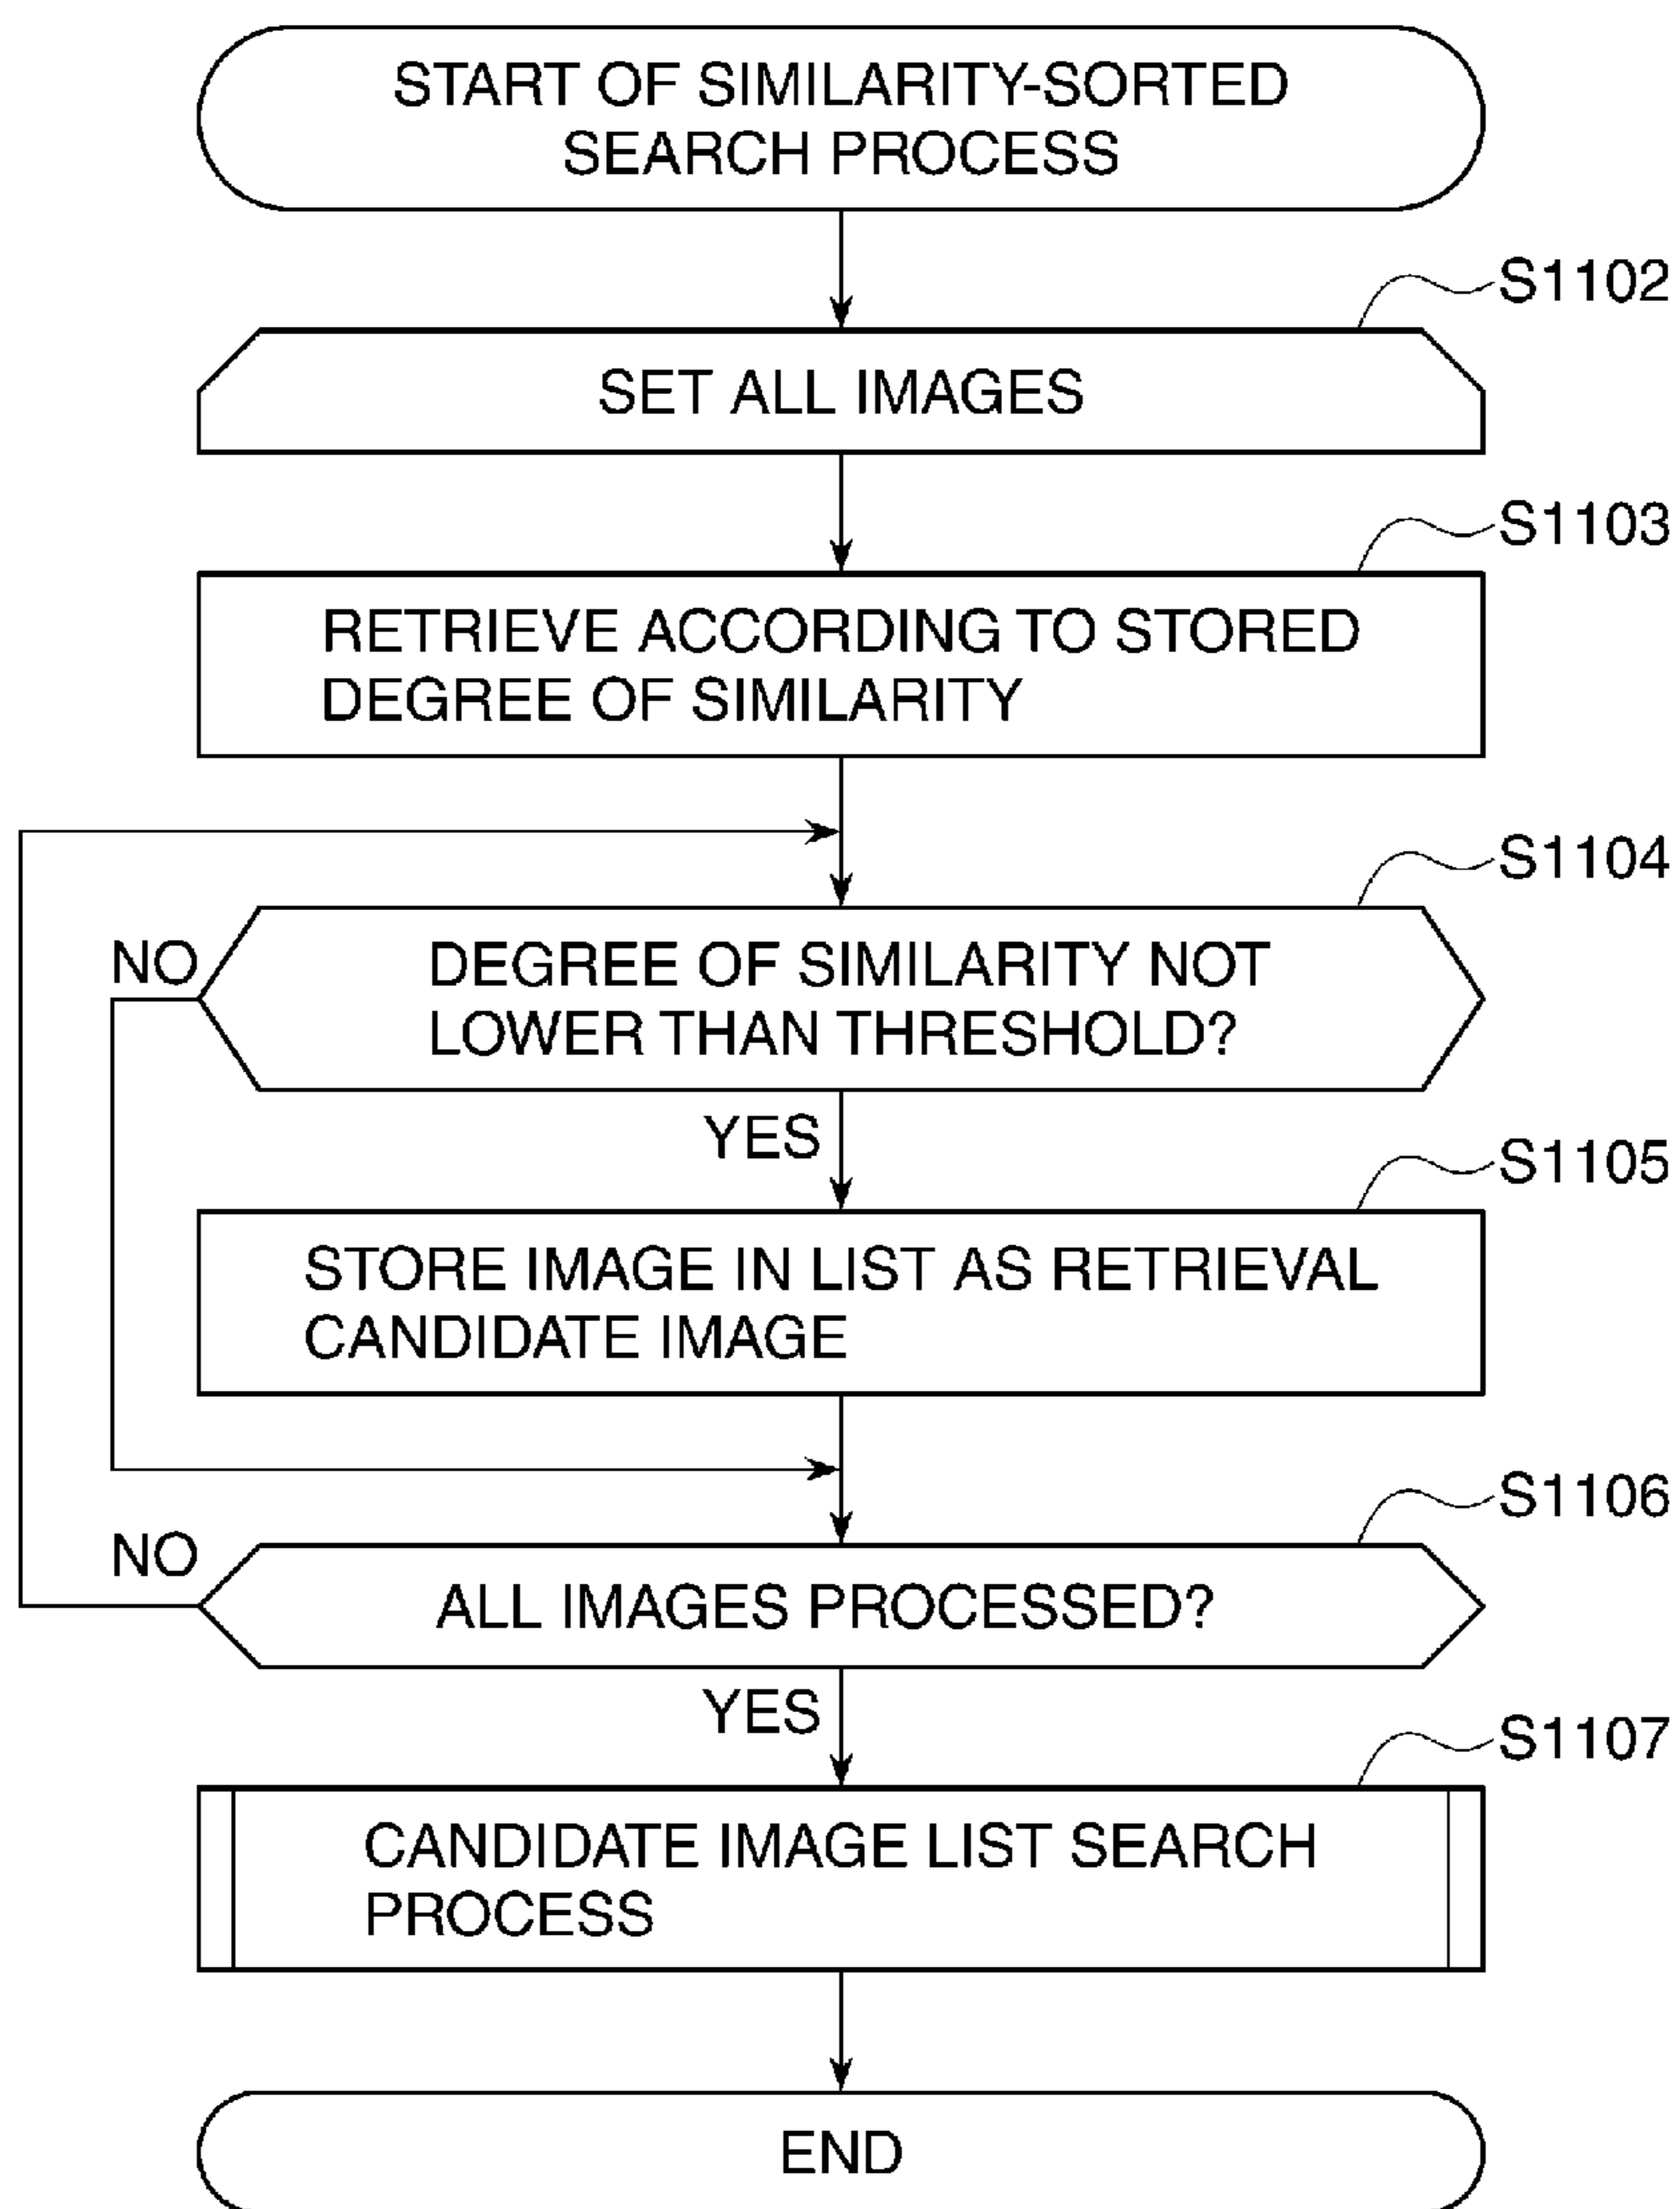 START OF SIMILARITY-SORTED
SEARCH PROCESS
S1102
SET ALL IMAGES
S1103
RETRIEVE ACCORDING TO STORED
DEGREE OF SIMILARITY
S1104
NO
DEGREE OF SIMILARITY NOT
LOWER THAN THRESHOLD?
YES
S1105
STORE IMAGE IN LIST AS RETRIEVAL
CANDIDATE IMAGE
S1106
NO
ALL IMAGES PROCESSED?
YES
S1107
CANDIDATE IMAGE LIST SEARCH
PROCESS
END